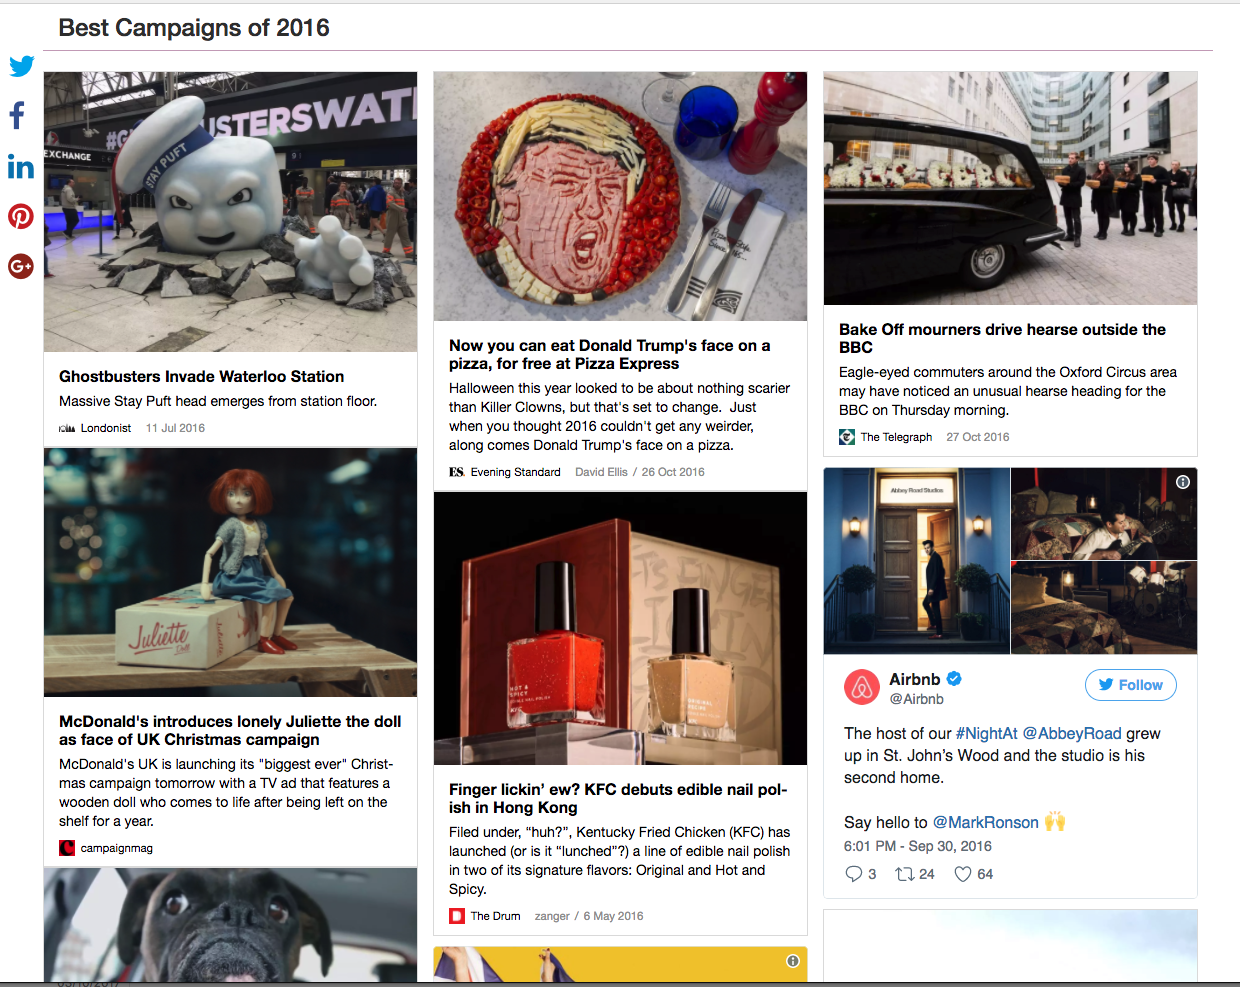 Best Campaigns of 2016
STERSWAT
EXCHANGE
STAY PUFT
Ghostbusters Invade Waterloo Station
Massive Stay Puft head emerges from station floor.
Londonist 11 Jul 2016
Juliette
Doll
McDonald's introduces lonely Juliette the doll
as face of UK Christmas campaign
McDonald's UK is launching its "biggest ever" Christ-
mas campaign tomorrow with a TV ad that features a
wooden doll who comes to life after being left on the
shelf for a year.
campaignmag
Now you can eat Donald Trump's face on a
pizza, for free at Pizza Express
Halloween this year looked to be about nothing scarier
than Killer Clowns, but that's set to change. Just
when you thought 2016 couldn't get any weirder,
along comes Donald Trump's face on a pizza.
ES Evening Standard David Ellis / 26 Oct 2016
HOT &
SPICY
KFC
ORIGINAL
RECIPE
KFC
Finger lickin’ ew? KFC debuts edible nail pol-
ish in Hong Kong
Filed under, “huh?”, Kentucky Fried Chicken (KFC) has
launched (or is it “lunched”?) a line of edible nail polish
in two of its signature flavors: Original and Hot and
Spicy.
The Drum zanger / 6 May 2016
Bake Off mourners drive hearse outside the
BBC
Eagle-eyed commuters around the Oxford Circus area
may have noticed an unusual hearse heading for the
BBC on Thursday morning.
The Telegraph 27 Oct 2016
Abbey Road Studios
Airbnb
@Airbnb
Follow
The host of our #NightAt @AbbeyRoad grew
up in St. John’s Wood and the studio is his
second home.
Say hello to @MarkRonson 🙌
6:01 PM - Sep 30, 2016
3 24 64